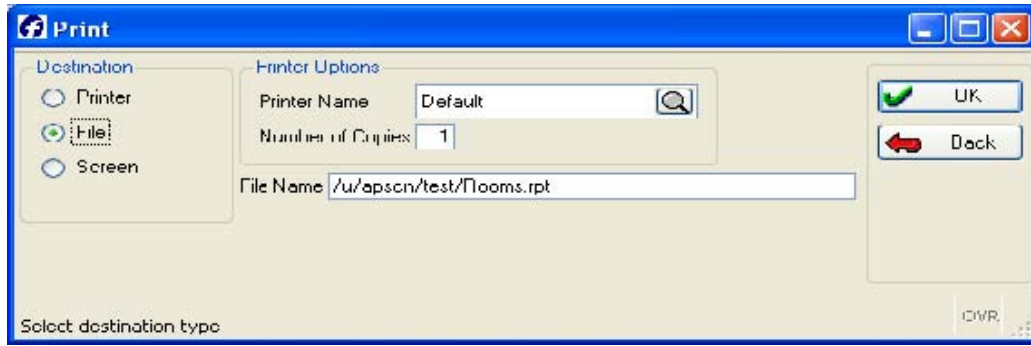 Print
Destination
Printer
File
Screen
Printer Options
Printer Name Default
Number of Copies 1
File Name /u/apscn/test/Rooms.rpt
OK
Back
Select destination type
OVR